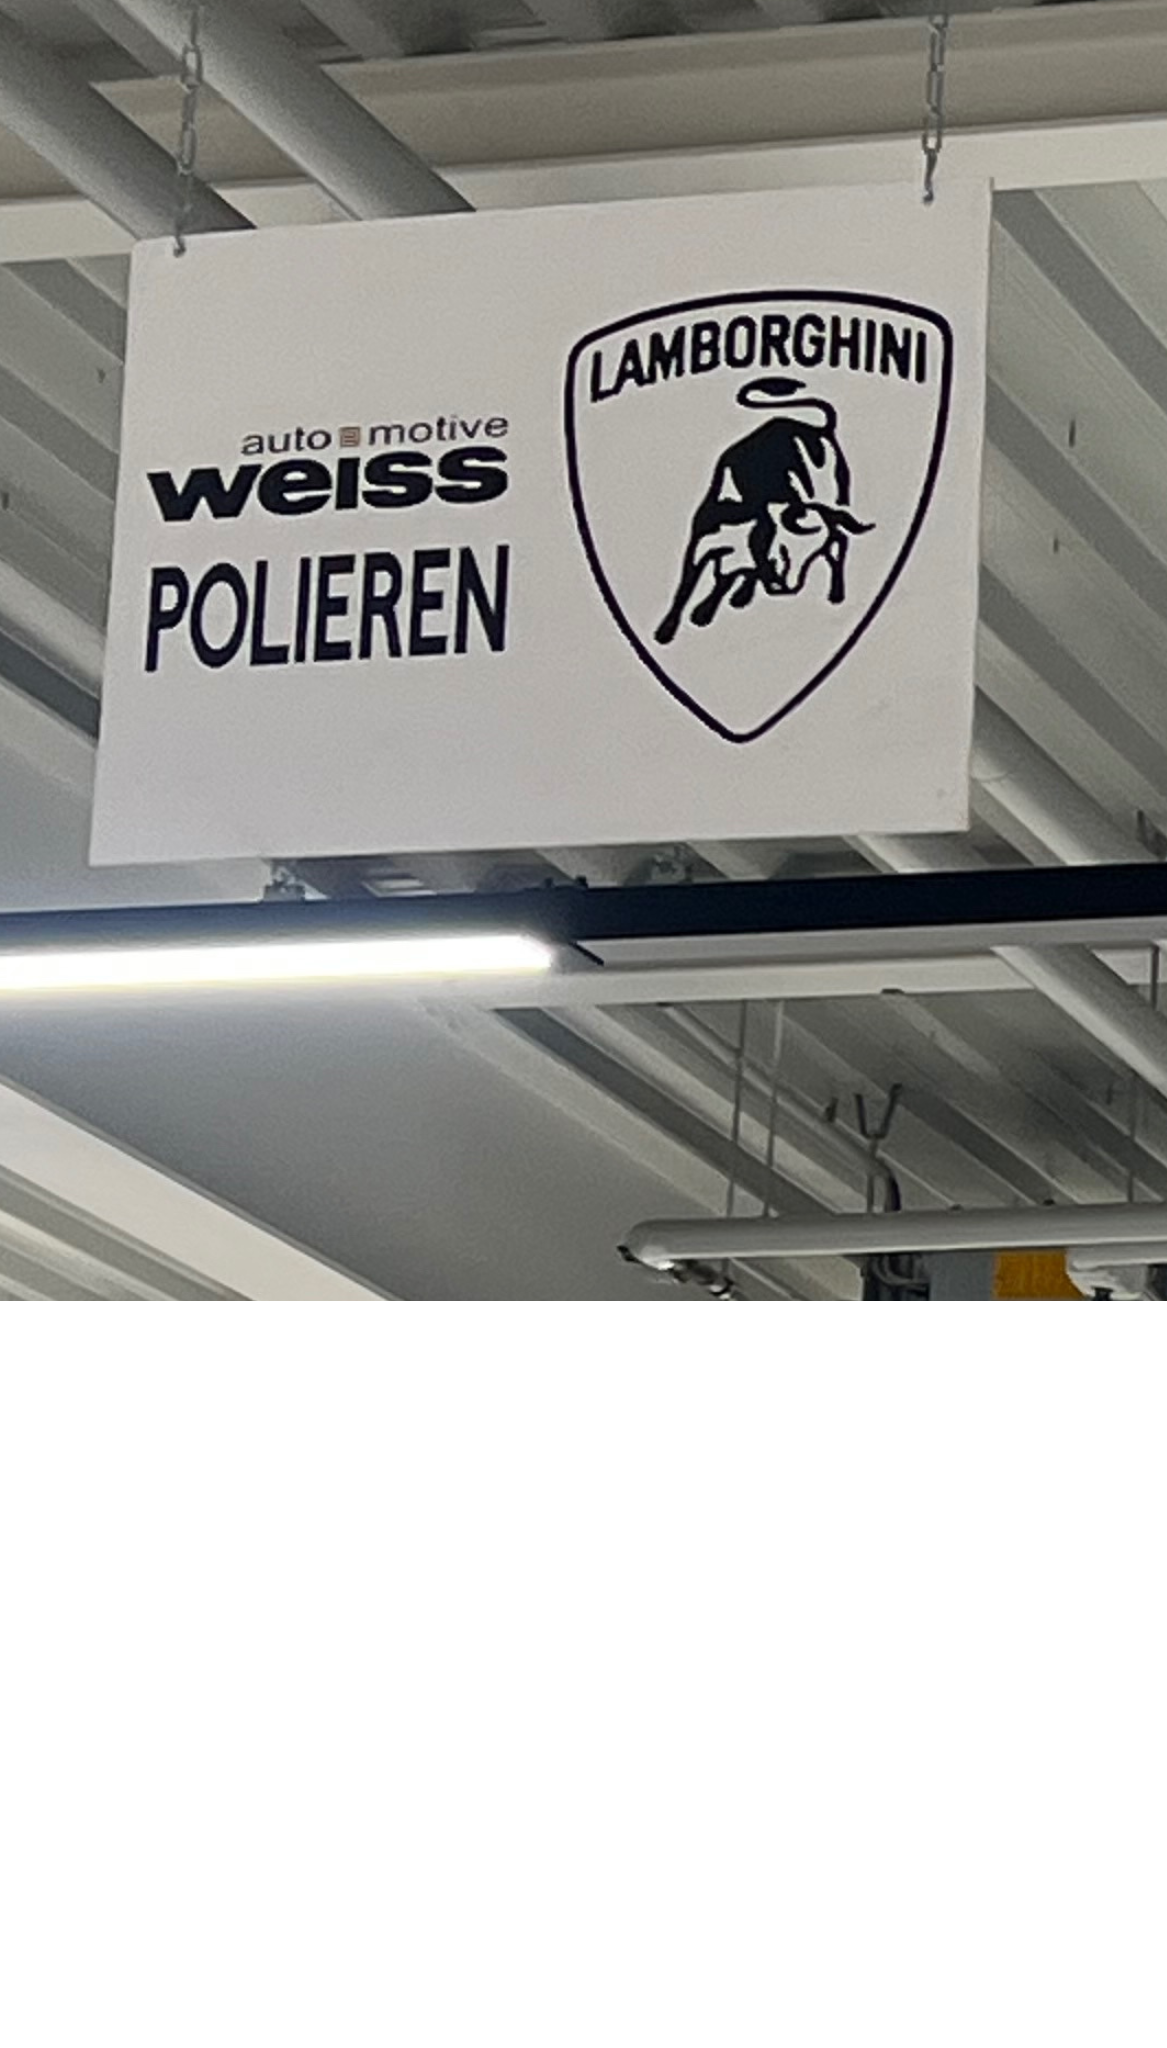 auto motive
weiss
POLIEREN
LAMBORGHINI